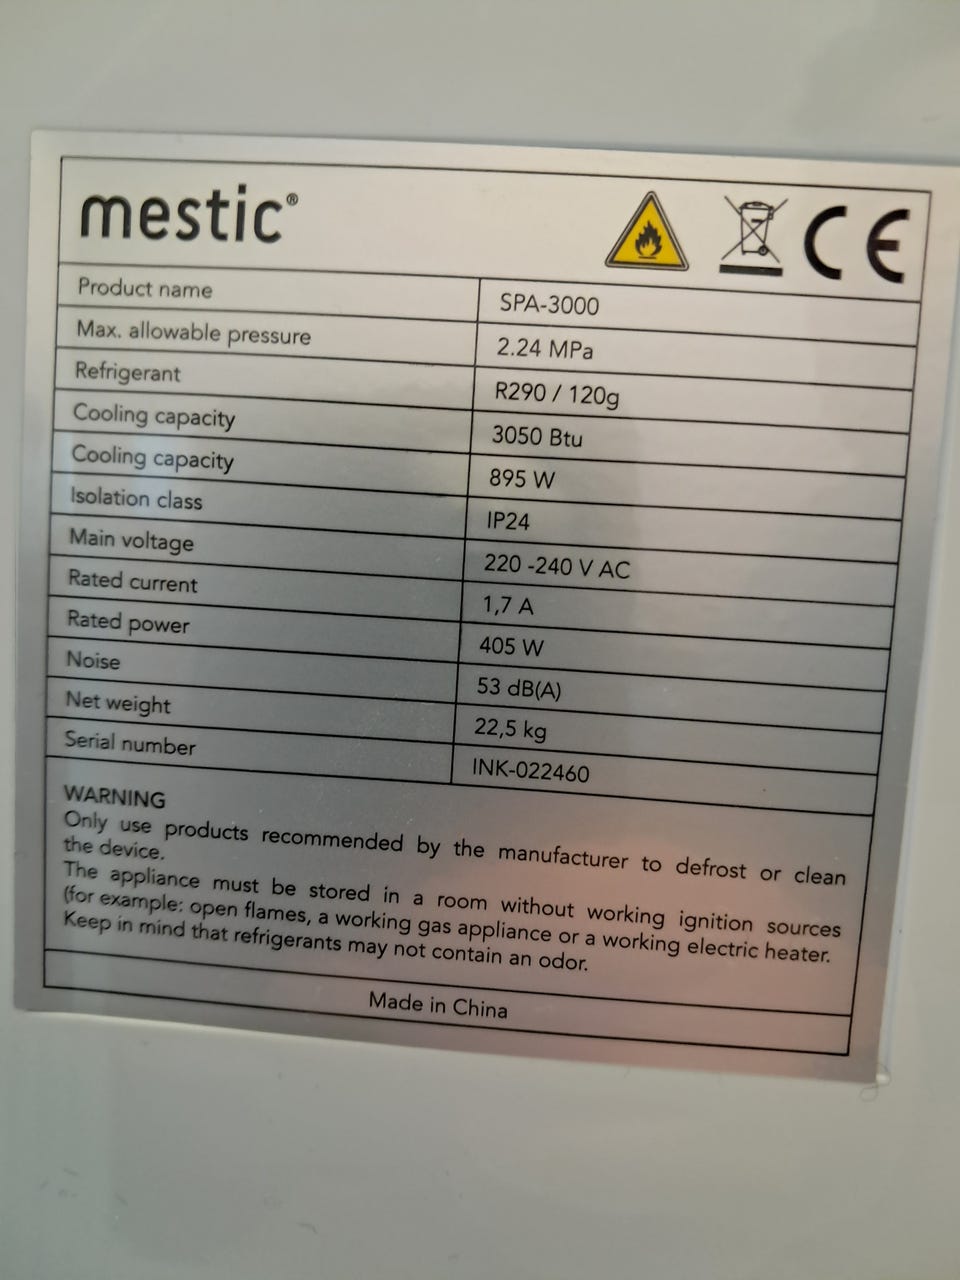 mestic®
CE
Product name SPA-3000
Max. allowable pressure 2.24 MPa
Refrigerant R290 / 120g
Cooling capacity 3050 Btu
Cooling capacity 895 W
Isolation class IP24
Main voltage 220 -240 V AC
Rated current 1,7 A
Rated power 405 W
Noise 53 dB(A)
Net weight 22,5 kg
Serial number INK-022460
WARNING
Only use products recommended by the manufacturer to defrost or clean
the device.
The appliance must be stored in a room without working ignition sources
(for example: open flames, a working gas appliance or a working electric heater.
Keep in mind that refrigerants may not contain an odor.
Made in China